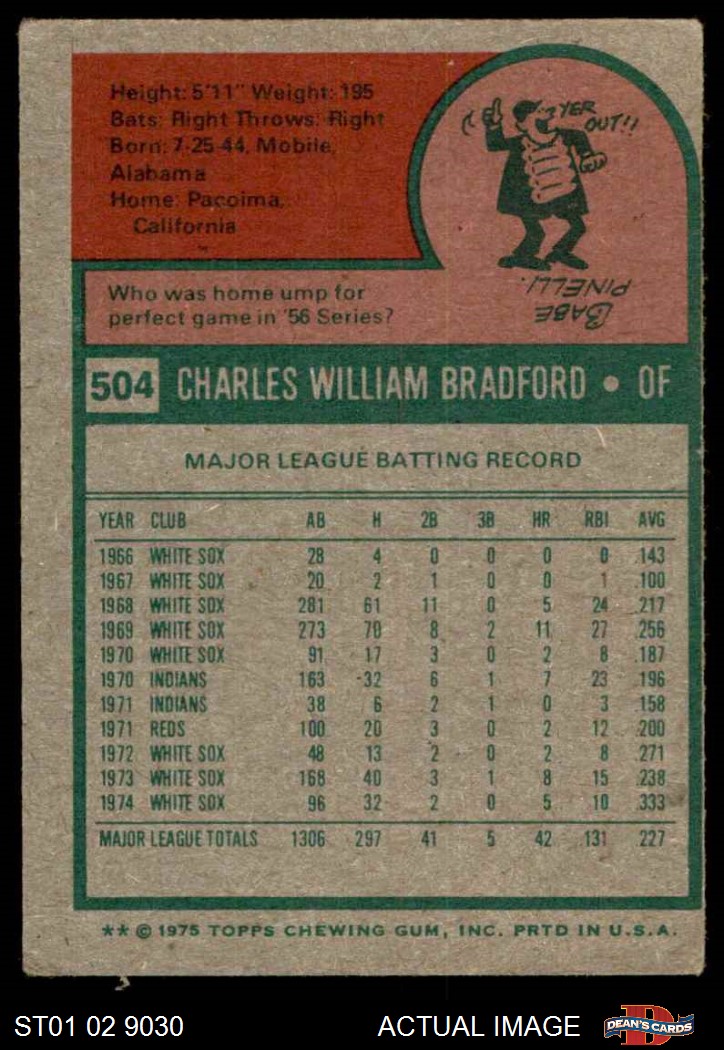 Height: 5'11" Weight: 195
Bats: Right Throws: Right
Born: 7-25-44, Mobile,
Alabama
Home: Pacoima,
California
YER
OUT!!
BABE
PINELLI.
Who was home ump for
perfect game in '56 Series?
504 CHARLES WILLIAM BRADFORD • OF
MAJOR LEAGUE BATTING RECORD
YEAR CLUB AB H 2B 3B HR RBI AVG
1966 WHITE SOX 28 4 0 0 0 0 .143
1967 WHITE SOX 20 2 1 0 0 1 .100
1968 WHITE SOX 281 61 11 0 5 24 .217
1969 WHITE SOX 273 70 8 2 11 27 .256
1970 WHITE SOX 91 17 3 0 2 8 .187
1970 INDIANS 163 32 6 1 7 23 .196
1971 INDIANS 38 6 2 1 0 3 .158
1971 REDS 100 20 3 0 2 12 .200
1972 WHITE SOX 48 13 2 0 2 8 .271
1973 WHITE SOX 168 40 3 1 8 15 .238
1974 WHITE SOX 96 32 2 0 5 10 .333
MAJOR LEAGUE TOTALS 1306 297 41 5 42 131 .227
** © 1975 TOPPS CHEWING GUM, INC. PRTD IN U.S.A.
ST01 02 9030 ACTUAL IMAGE
D
DEAN'S CARDS